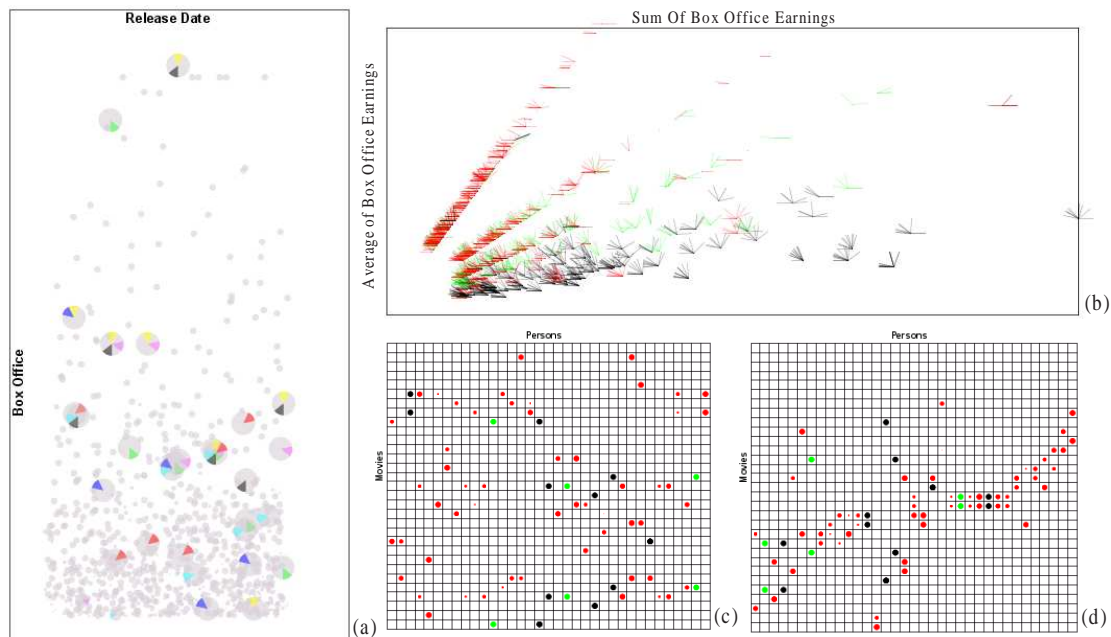 Release Date
Box Office
(a)
Sum Of Box Office Earnings
Average of Box Office Earnings
(b)
Persons
Movies
(c)
Persons
Movies
(d)